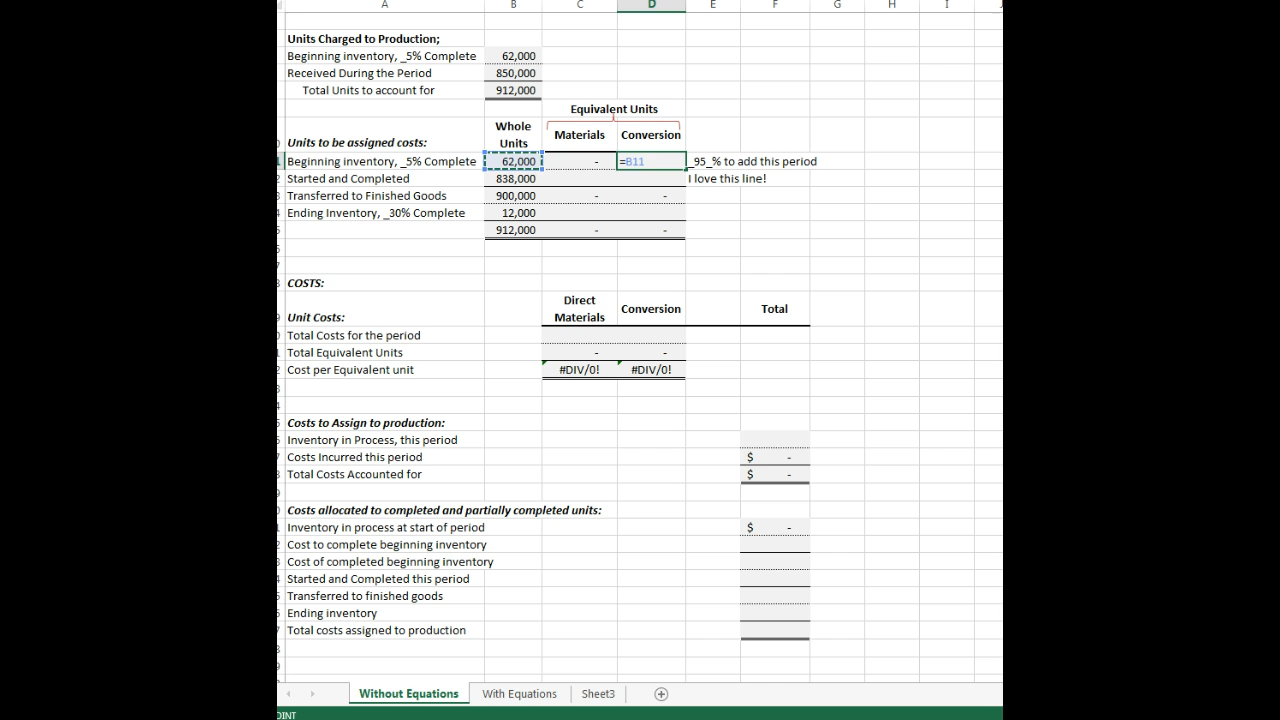 A B C D E F G H I
Units Charged to Production;
Beginning inventory, _5% Complete 62,000
Received During the Period 850,000
Total Units to account for 912,000
Equivalent Units
Units to be assigned costs: Whole Units Materials Conversion
Beginning inventory, _5% Complete 62,000 - =B11 _95_% to add this period
Started and Completed 838,000 I love this line!
Transferred to Finished Goods 900,000 - -
Ending Inventory, _30% Complete 12,000
912,000 - -
COSTS:
Unit Costs: Direct Materials Conversion Total
Total Costs for the period
Total Equivalent Units - -
Cost per Equivalent unit #DIV/0! #DIV/0!
Costs to Assign to production:
Inventory in Process, this period
Costs Incurred this period $ -
Total Costs Accounted for $ -
Costs allocated to completed and partially completed units:
Inventory in process at start of period $ -
Cost to complete beginning inventory
Cost of completed beginning inventory
Started and Completed this period
Transferred to finished goods
Ending inventory
Total costs assigned to production
Without Equations With Equations Sheet3